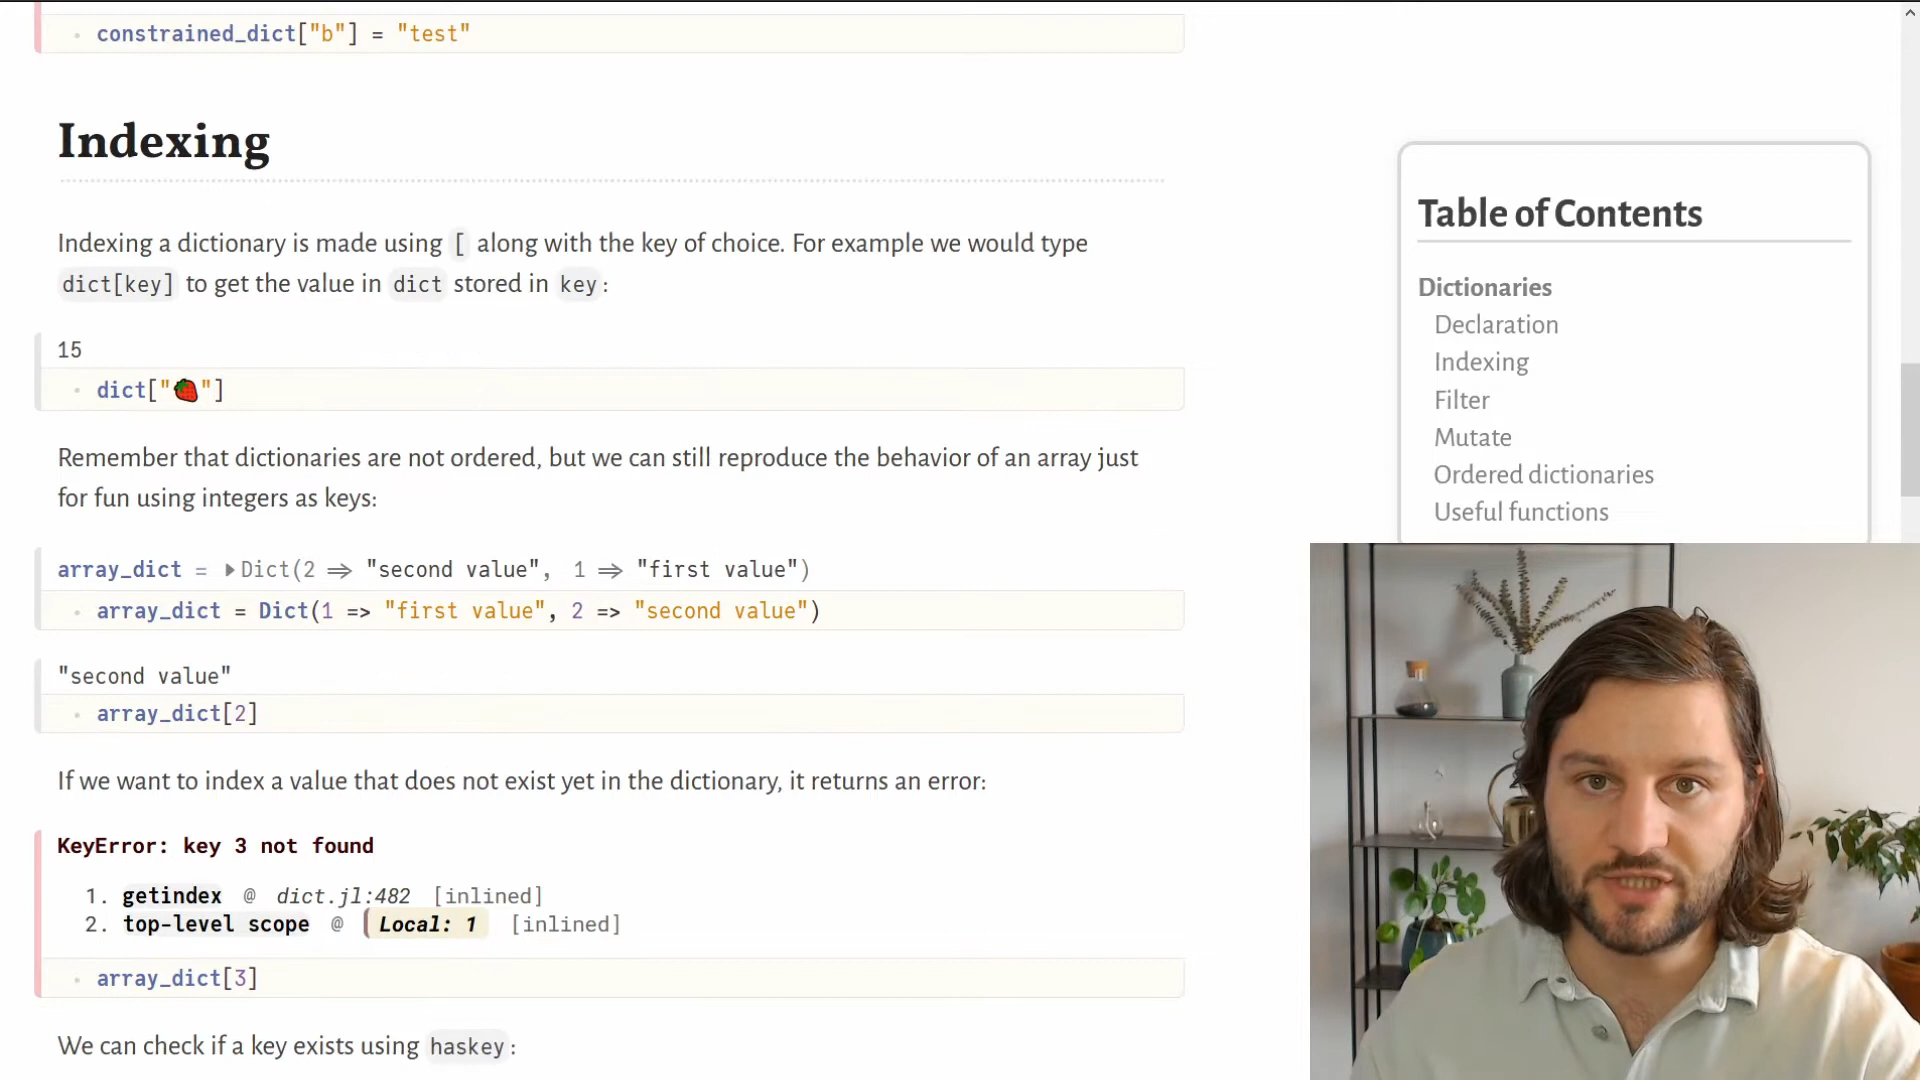 constrained_dict["b"] = "test"
Indexing
Indexing a dictionary is made using [ along with the key of choice. For example we would type
dict[key] to get the value in dict stored in key:
15
dict["🍓"]
Remember that dictionaries are not ordered, but we can still reproduce the behavior of an array just
for fun using integers as keys:
array_dict = ▶Dict(2 ⇒ "second value", 1 ⇒ "first value")
array_dict = Dict(1 => "first value", 2 => "second value")
"second value"
array_dict[2]
If we want to index a value that does not exist yet in the dictionary, it returns an error:
KeyError: key 3 not found
1. getindex @ dict.jl:482 [inlined]
2. top-level scope @ Local: 1 [inlined]
array_dict[3]
We can check if a key exists using haskey:
Table of Contents
Dictionaries
Declaration
Indexing
Filter
Mutate
Ordered dictionaries
Useful functions